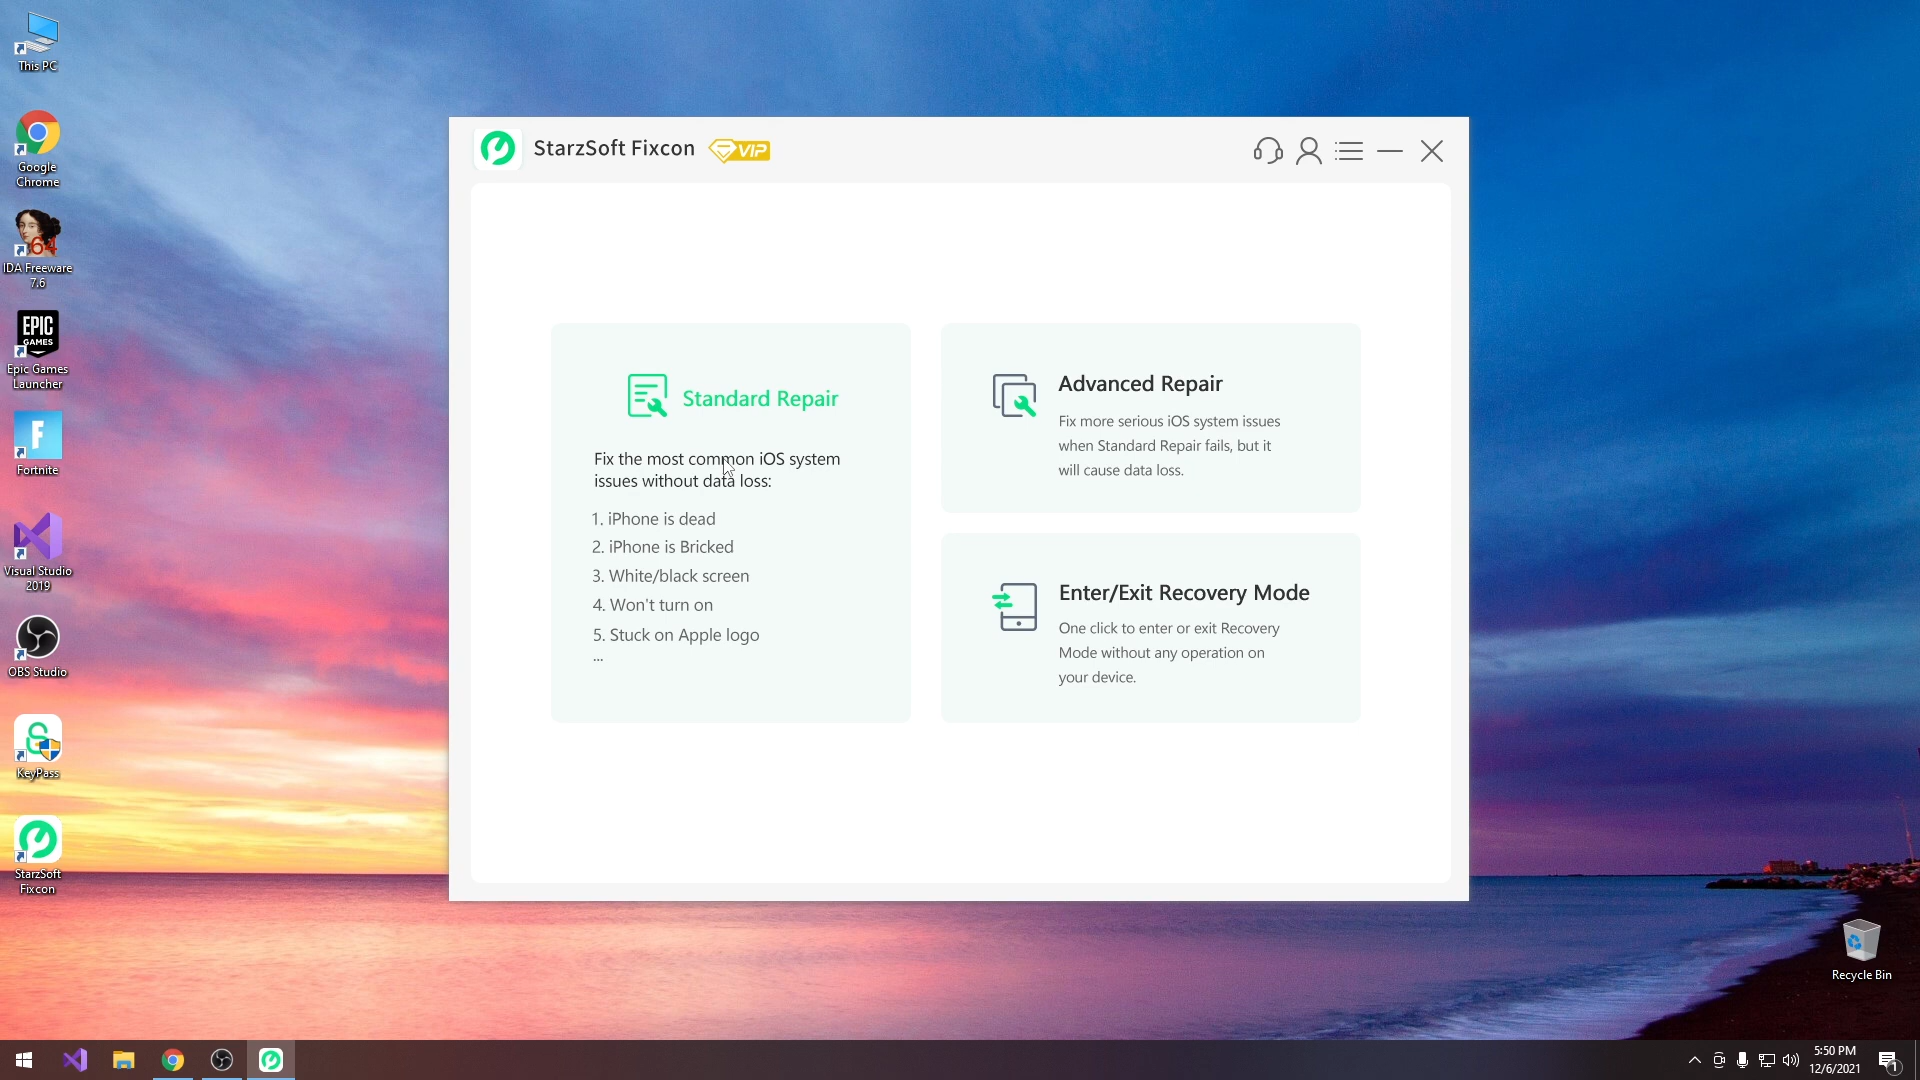 This PC
Google
Chrome
64
IDA Freeware
7.6
EPIC
GAMES
Epic Games
Launcher
F
Fortnite
Visual Studio
2019
OBS Studio
KeyPass
StarzSoft
Fixcon
StarzSoft Fixcon
VIP
Standard Repair
Fix the most common iOS system
issues without data loss:
1. iPhone is dead
2. iPhone is Bricked
3. White/black screen
4. Won't turn on
5. Stuck on Apple logo
...
Advanced Repair
Fix more serious iOS system issues
when Standard Repair fails, but it
will cause data loss.
Enter/Exit Recovery Mode
One click to enter or exit Recovery
Mode without any operation on
your device.
Recycle Bin
5:50 PM
12/6/2021
1